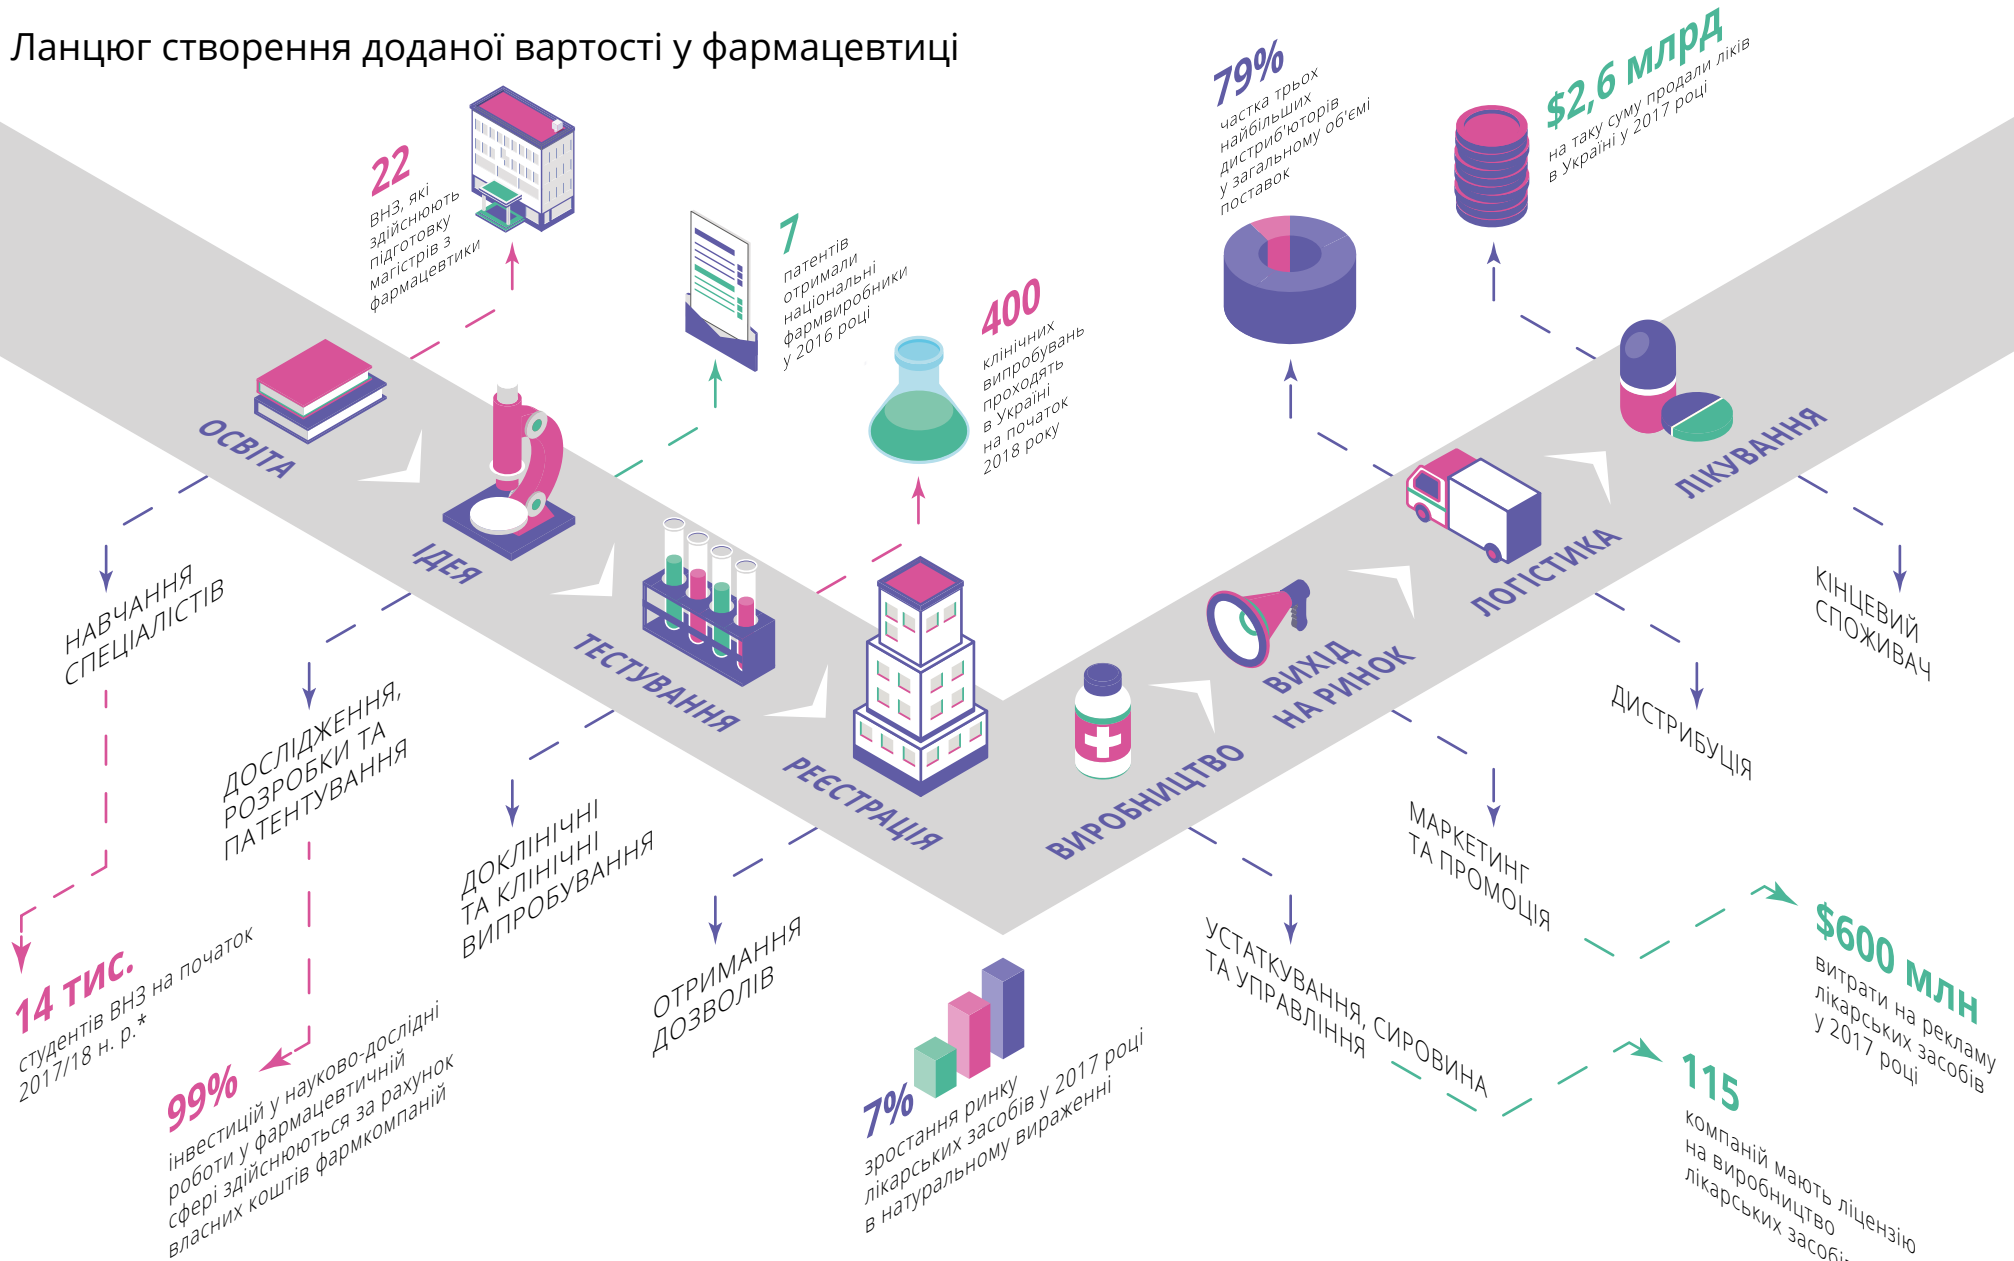 Ланцюг створення доданої вартості у фармацевтиці
22
ВНЗ, які
здійснюють
підготовку
магістрів з
фармацевтики
7
патентів
отримали
національні
фармвиробники
у 2016 році
400
клінічних
випробувань
проходять
в Україні
на початок
2018 року
79%
частка трьох
найбільших
дистриб'юторів
у загальному об'ємі
поставок
$2,6 млрд
на таку суму продали ліків
в Україні у 2017 році
ОСВІТА
ІДЕЯ
ТЕСТУВАННЯ
РЕЄСТРАЦІЯ
ВИРОБНИЦТВО
ВИХІД
НА РИНОК
ЛОГІСТИКА
ЛІКУВАННЯ
НАВЧАННЯ
СПЕЦІАЛІСТІВ
ДОСЛІДЖЕННЯ,
РОЗРОБКИ ТА
ПАТЕНТУВАННЯ
ДОКЛІНІЧНІ
ТА КЛІНІЧНІ
ВИПРОБУВАННЯ
ОТРИМАННЯ
ДОЗВОЛІВ
УСТАТКУВАННЯ, СИРОВИНА
ТА УПРАВЛІННЯ
МАРКЕТИНГ
ТА ПРОМОЦІЯ
ДИСТРИБУЦІЯ
КІНЦЕВИЙ
СПОЖИВАЧ
14 тис.
студентів ВНЗ на початок
2017/18 н. р.*
99%
інвестицій у науково-дослідні
роботи у фармацевтичній
сфері здійснюються за рахунок
власних коштів фармкомпаній
7%
зростання ринку
лікарських засобів у 2017 році
в натуральному вираженні
115
компаній мають ліцензію
на виробництво
лікарських
$600 млн
витрати на рекламу
лікарських засобів
у 2017 році